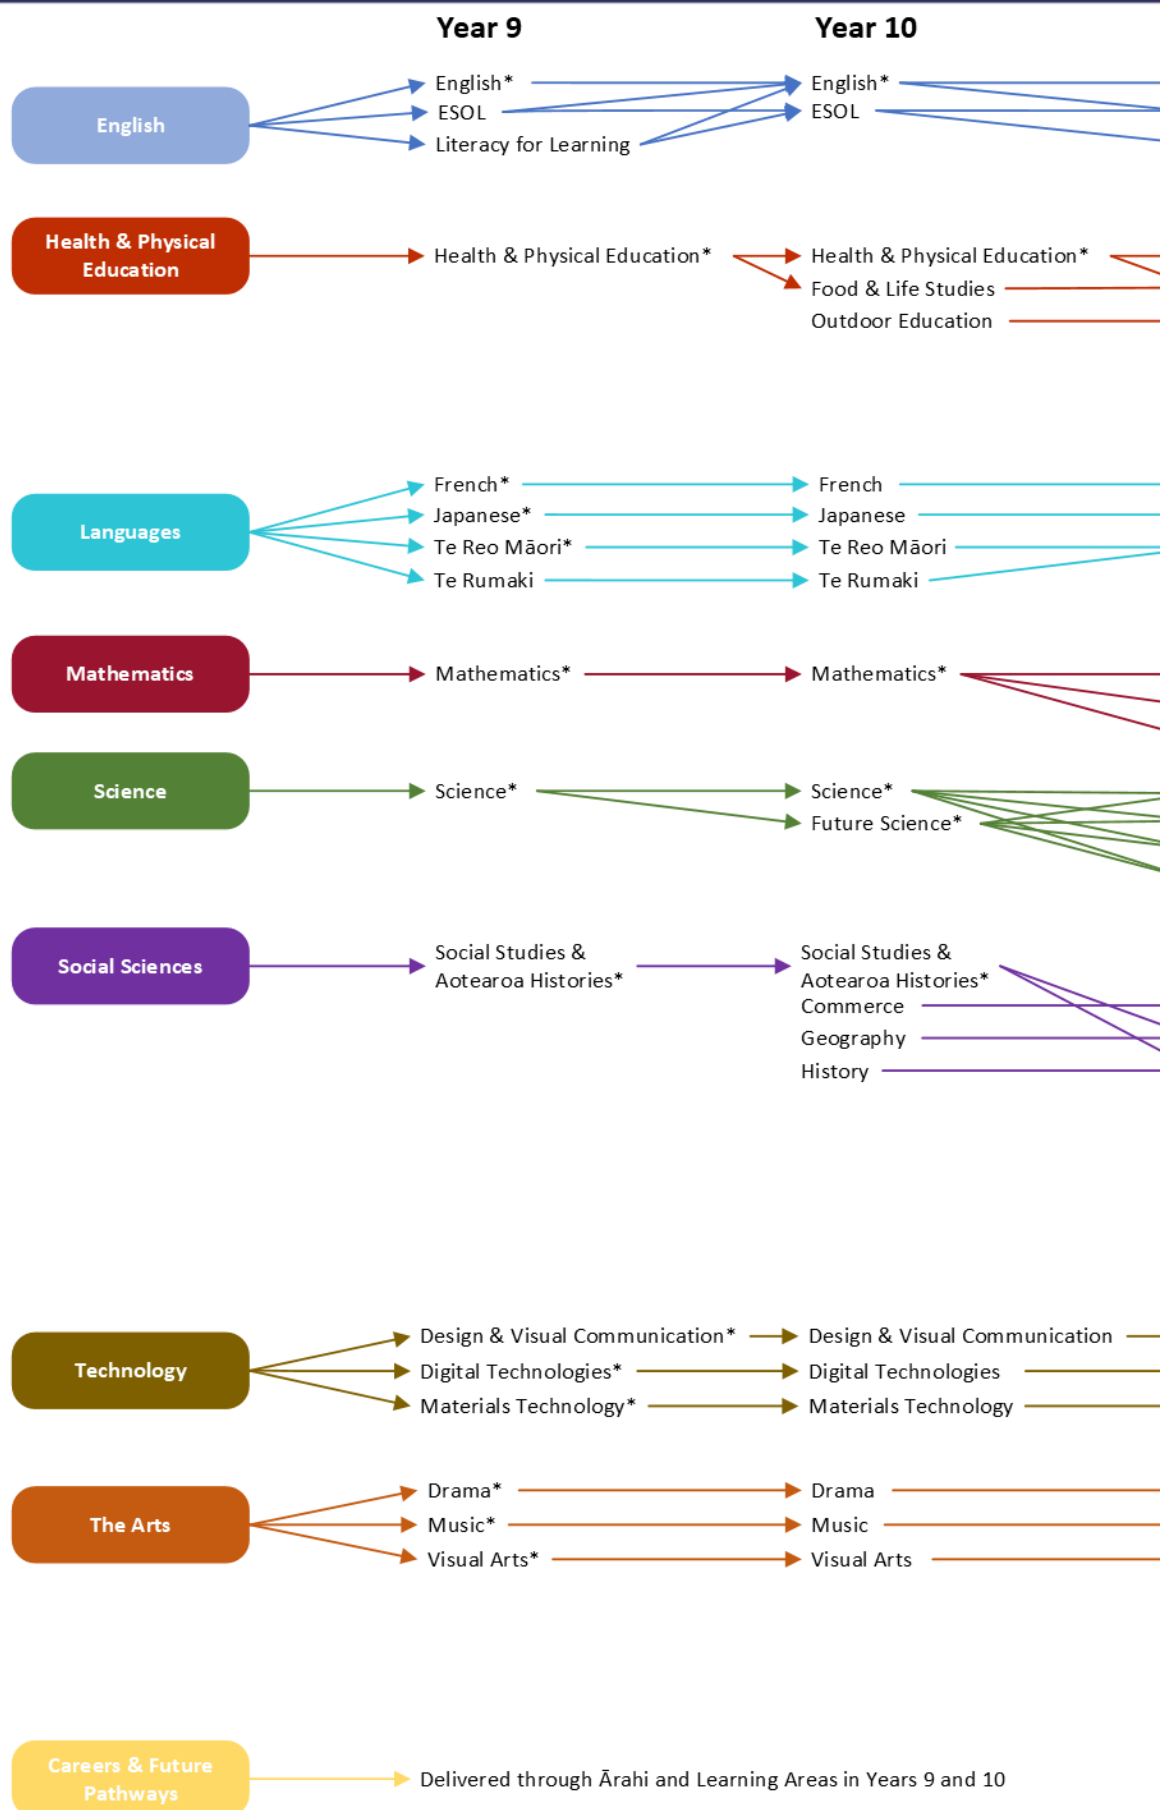 Year 9
Year 10
English
English*
English*
ESOL
ESOL
Literacy for Learning
Health & Physical
Education
Health & Physical Education*
Health & Physical Education*
Food & Life Studies
Outdoor Education
Languages
French*
French
Japanese*
Japanese
Te Reo Māori*
Te Reo Māori
Te Rumaki
Te Rumaki
Mathematics
Mathematics*
Mathematics*
Science
Science*
Science*
Future Science*
Social Sciences
Social Studies &
Aotearoa Histories*
Social Studies &
Aotearoa Histories*
Commerce
Geography
History
Technology
Design & Visual Communication*
Design & Visual Communication
Digital Technologies*
Digital Technologies
Materials Technology*
Materials Technology
The Arts
Drama*
Drama
Music*
Music
Visual Arts*
Visual Arts
Careers & Future
Pathways
Delivered through Ārahi and Learning Areas in Years 9 and 10